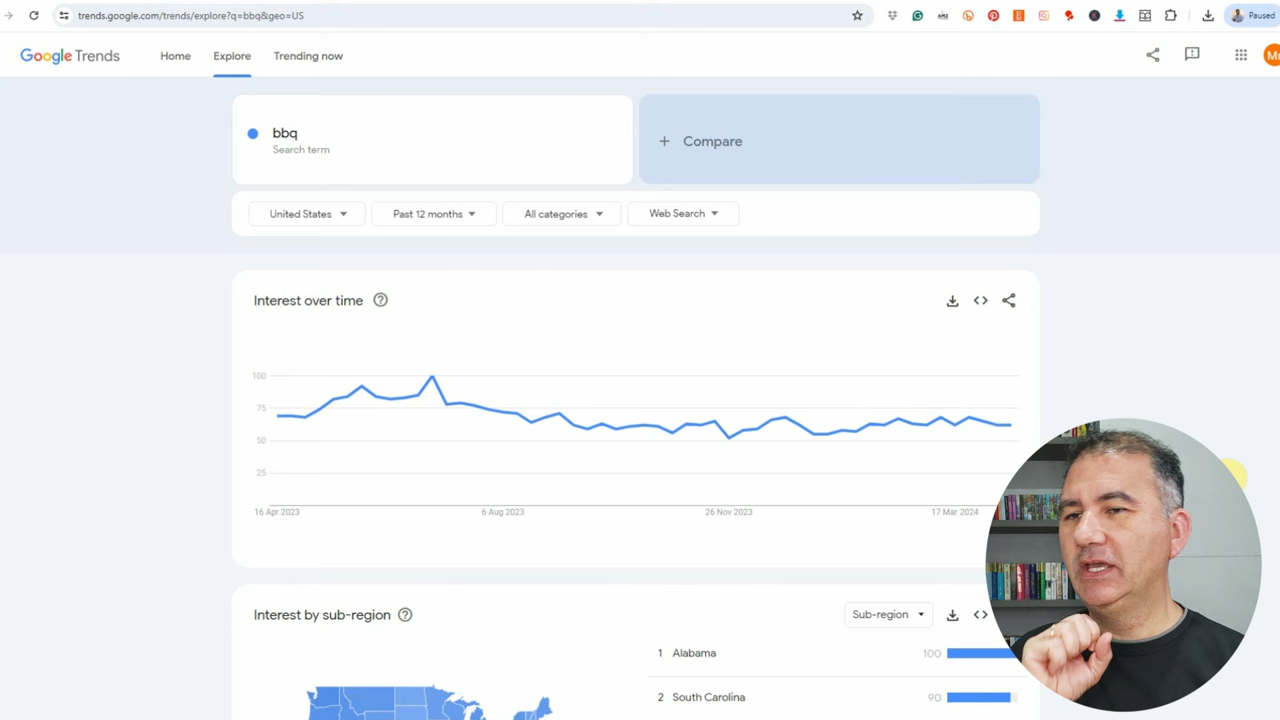 trends.google.com/trends/explore?q=bbq&geo=US
Paused
Google Trends
Home
Explore
Trending now
bbq
Search term
+ Compare
United States
Past 12 months
All categories
Web Search
Interest over time
100
75
50
25
16 Apr 2023
6 Aug 2023
26 Nov 2023
17 Mar 2024
Interest by sub-region
Sub-region
1 Alabama 100
2 South Carolina 90